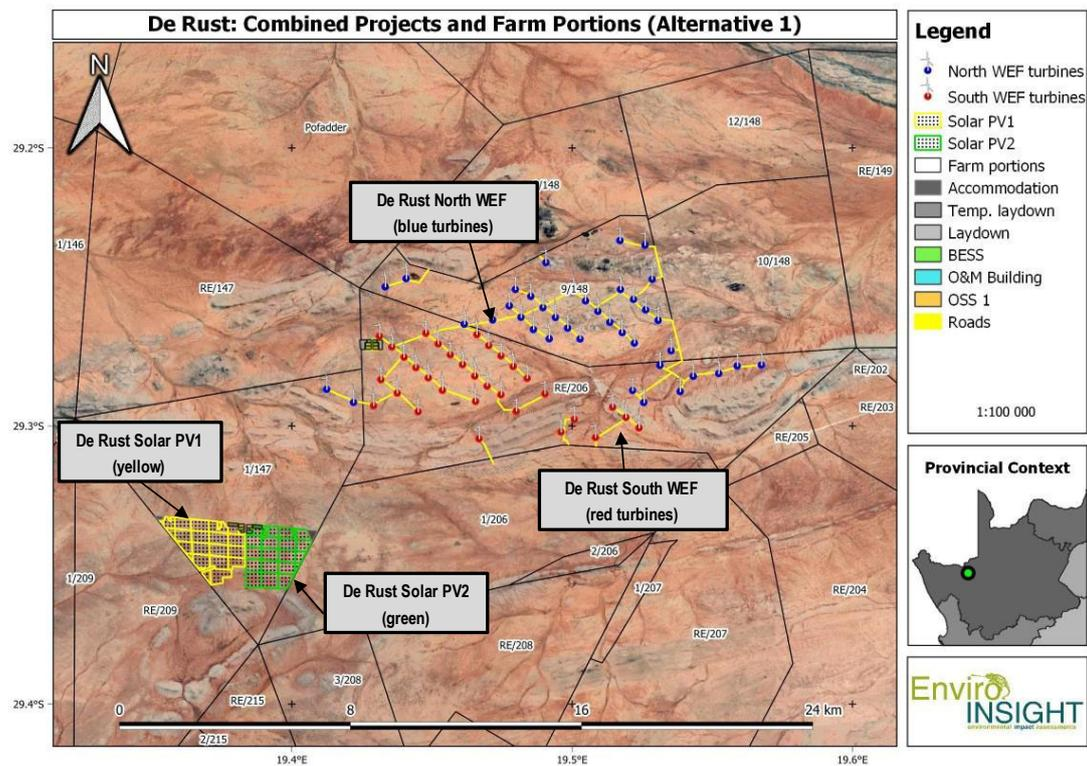 De Rust: Combined Projects and Farm Portions (Alternative 1)
N
Pofadder
12/148
29.2°S
RE/149
De Rust North WEF
(blue turbines)
/148
1/146
10/148
RE/147
9/148
RE/202
RE/206
RE/203
29.3°S
De Rust Solar PV1
(yellow)
RE/205
1/147
De Rust South WEF
(red turbines)
1/206
2/206
1/209
1/207
RE/204
De Rust Solar PV2
(green)
RE/209
RE/207
RE/208
3/208
RE/215
29.4°S
0
8
16
24 km
2/215
19.4°E
19.5°E
19.6°E
Legend
North WEF turbines
South WEF turbines
Solar PV1
Solar PV2
Farm portions
Accommodation
Temp. laydown
Laydown
BESS
O&M Building
OSS 1
Roads
1:100 000
Provincial Context
Enviro
INSIGHT
environmental impact assessments